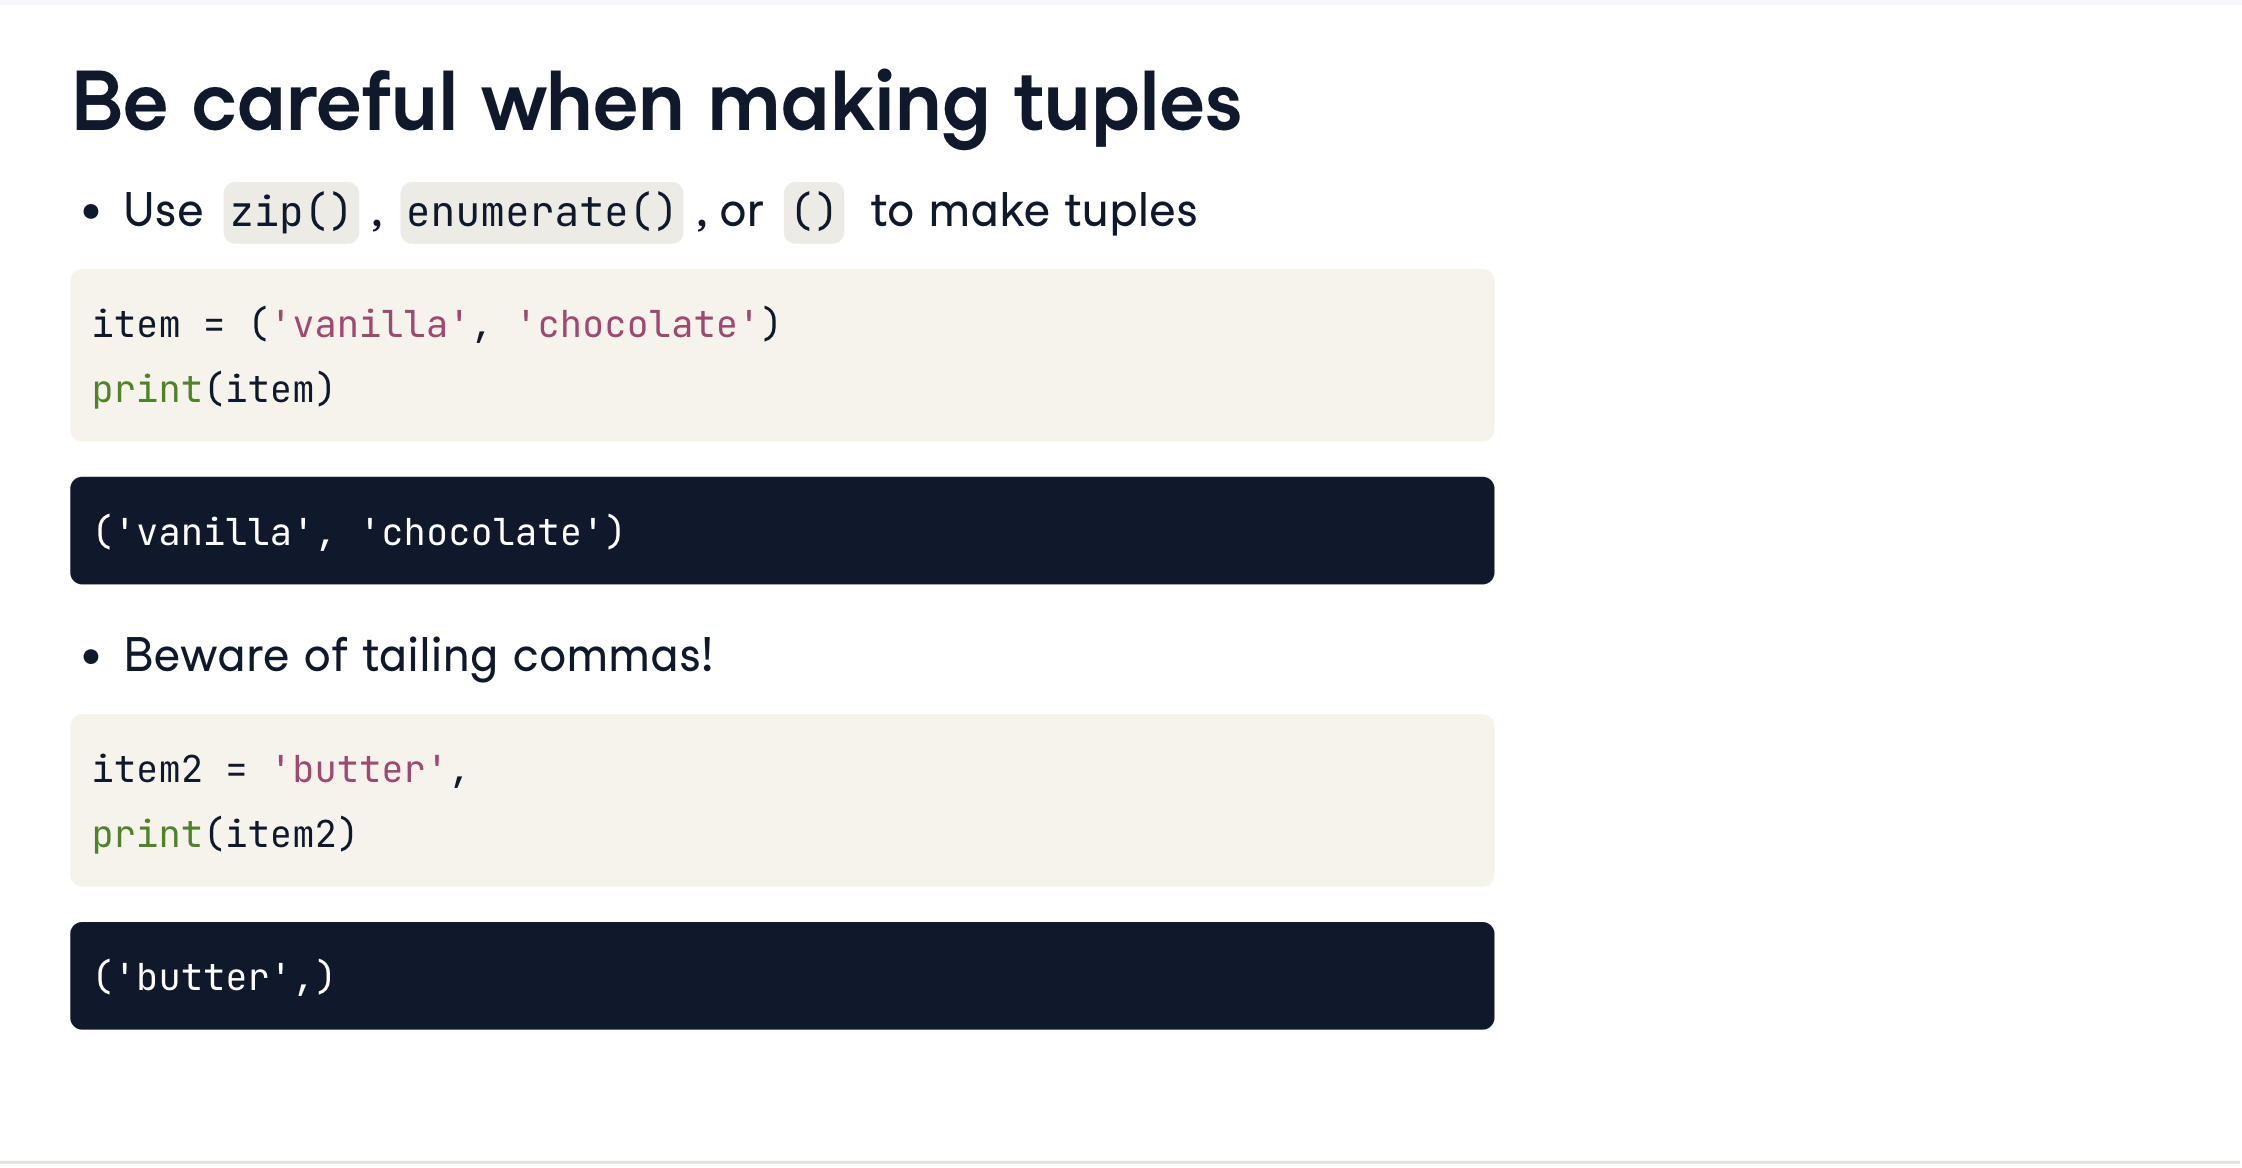 Be careful when making tuples
• Use zip() , enumerate() , or () to make tuples
item = ('vanilla', 'chocolate')
print(item)
('vanilla', 'chocolate')
• Beware of tailing commas!
item2 = 'butter',
print(item2)
('butter',)